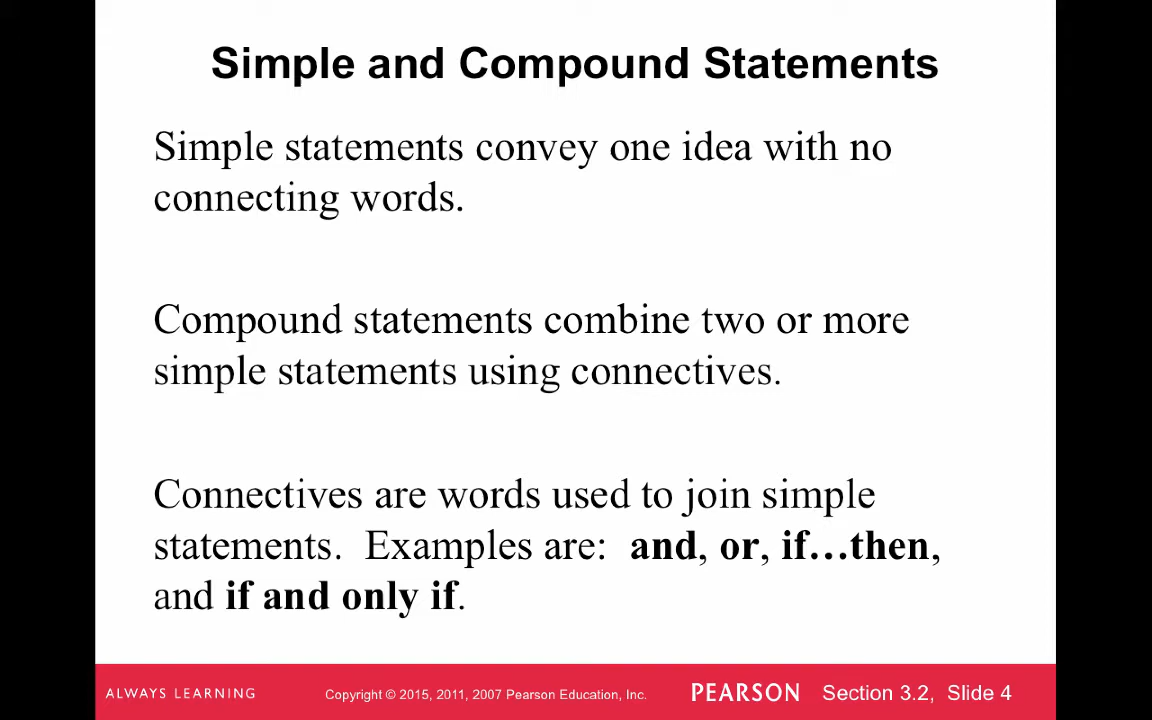 Simple and Compound Statements
Simple statements convey one idea with no
connecting words.
Compound statements combine two or more
simple statements using connectives.
Connectives are words used to join simple
statements.  Examples are:  and, or, if…then,
and if and only if.
ALWAYS LEARNING
Copyright © 2015, 2011, 2007 Pearson Education, Inc.
PEARSON
Section 3.2,  Slide 4